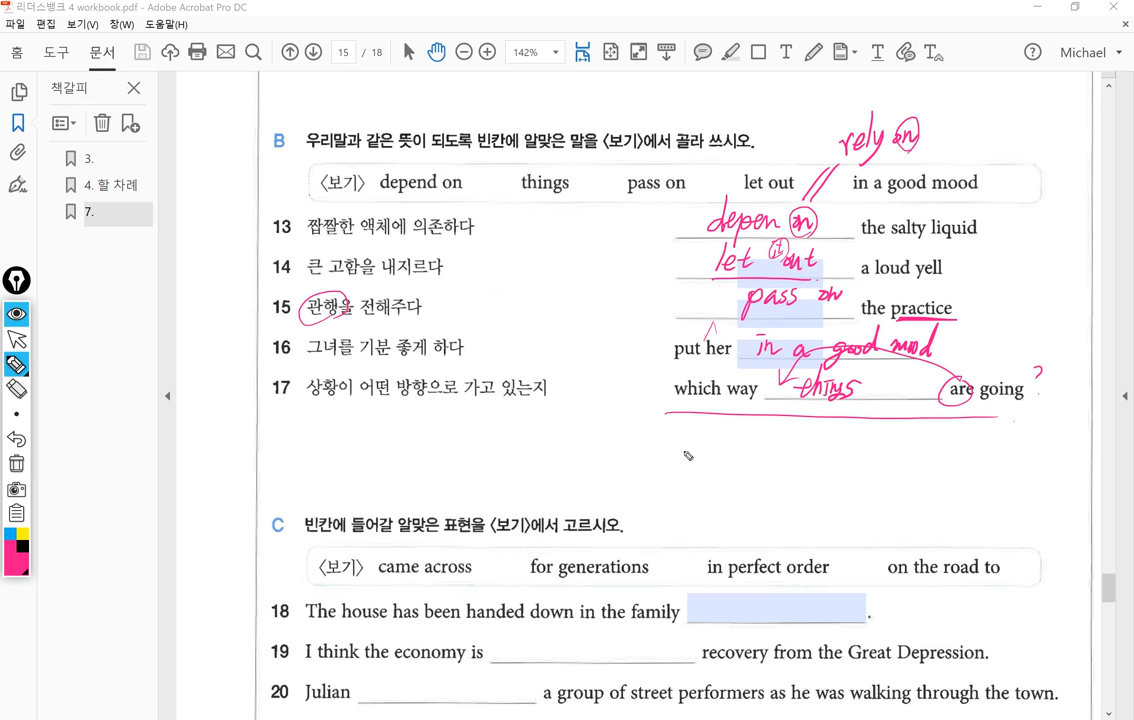 리더스뱅크 4 workbook.pdf - Adobe Acrobat Pro DC
파일 편집 보기(V) 창(W) 도움말(H)
홈 도구 문서 15 / 18 142% Michael
책갈피
3.
4. 할 차례
7.
rely on
B 우리말과 같은 뜻이 되도록 빈칸에 알맞은 말을 〈보기〉에서 골라 쓰시오.
〈보기〉 depend on things pass on let out in a good mood
13 짭짤한 액체에 의존하다 depen on the salty liquid
14 큰 고함을 내지르다 let it out a loud yell
15 관행을 전해주다 pass on the practice
16 그녀를 기분 좋게 하다 put her in a good mood
17 상황이 어떤 방향으로 가고 있는지 which way things are going ?
C 빈칸에 들어갈 알맞은 표현을 〈보기〉에서 고르시오.
〈보기〉 came across for generations in perfect order on the road to
18 The house has been handed down in the family .
19 I think the economy is recovery from the Great Depression.
20 Julian a group of street performers as he was walking through the town.